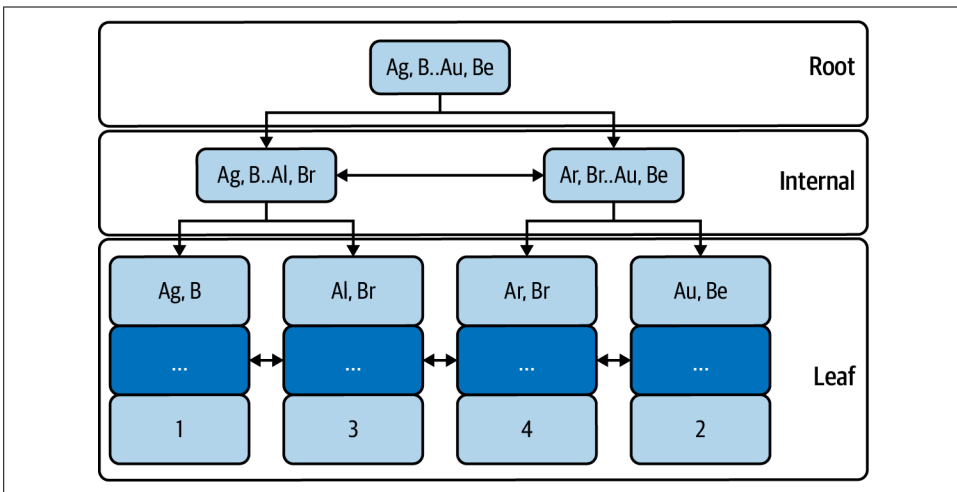 Ag, B..Au, Be
Root
Ag, B..Al, Br
Ar, Br..Au, Be
Internal
Ag, B
Al, Br
Ar, Br
Au, Be
...
...
...
...
Leaf
1
3
4
2